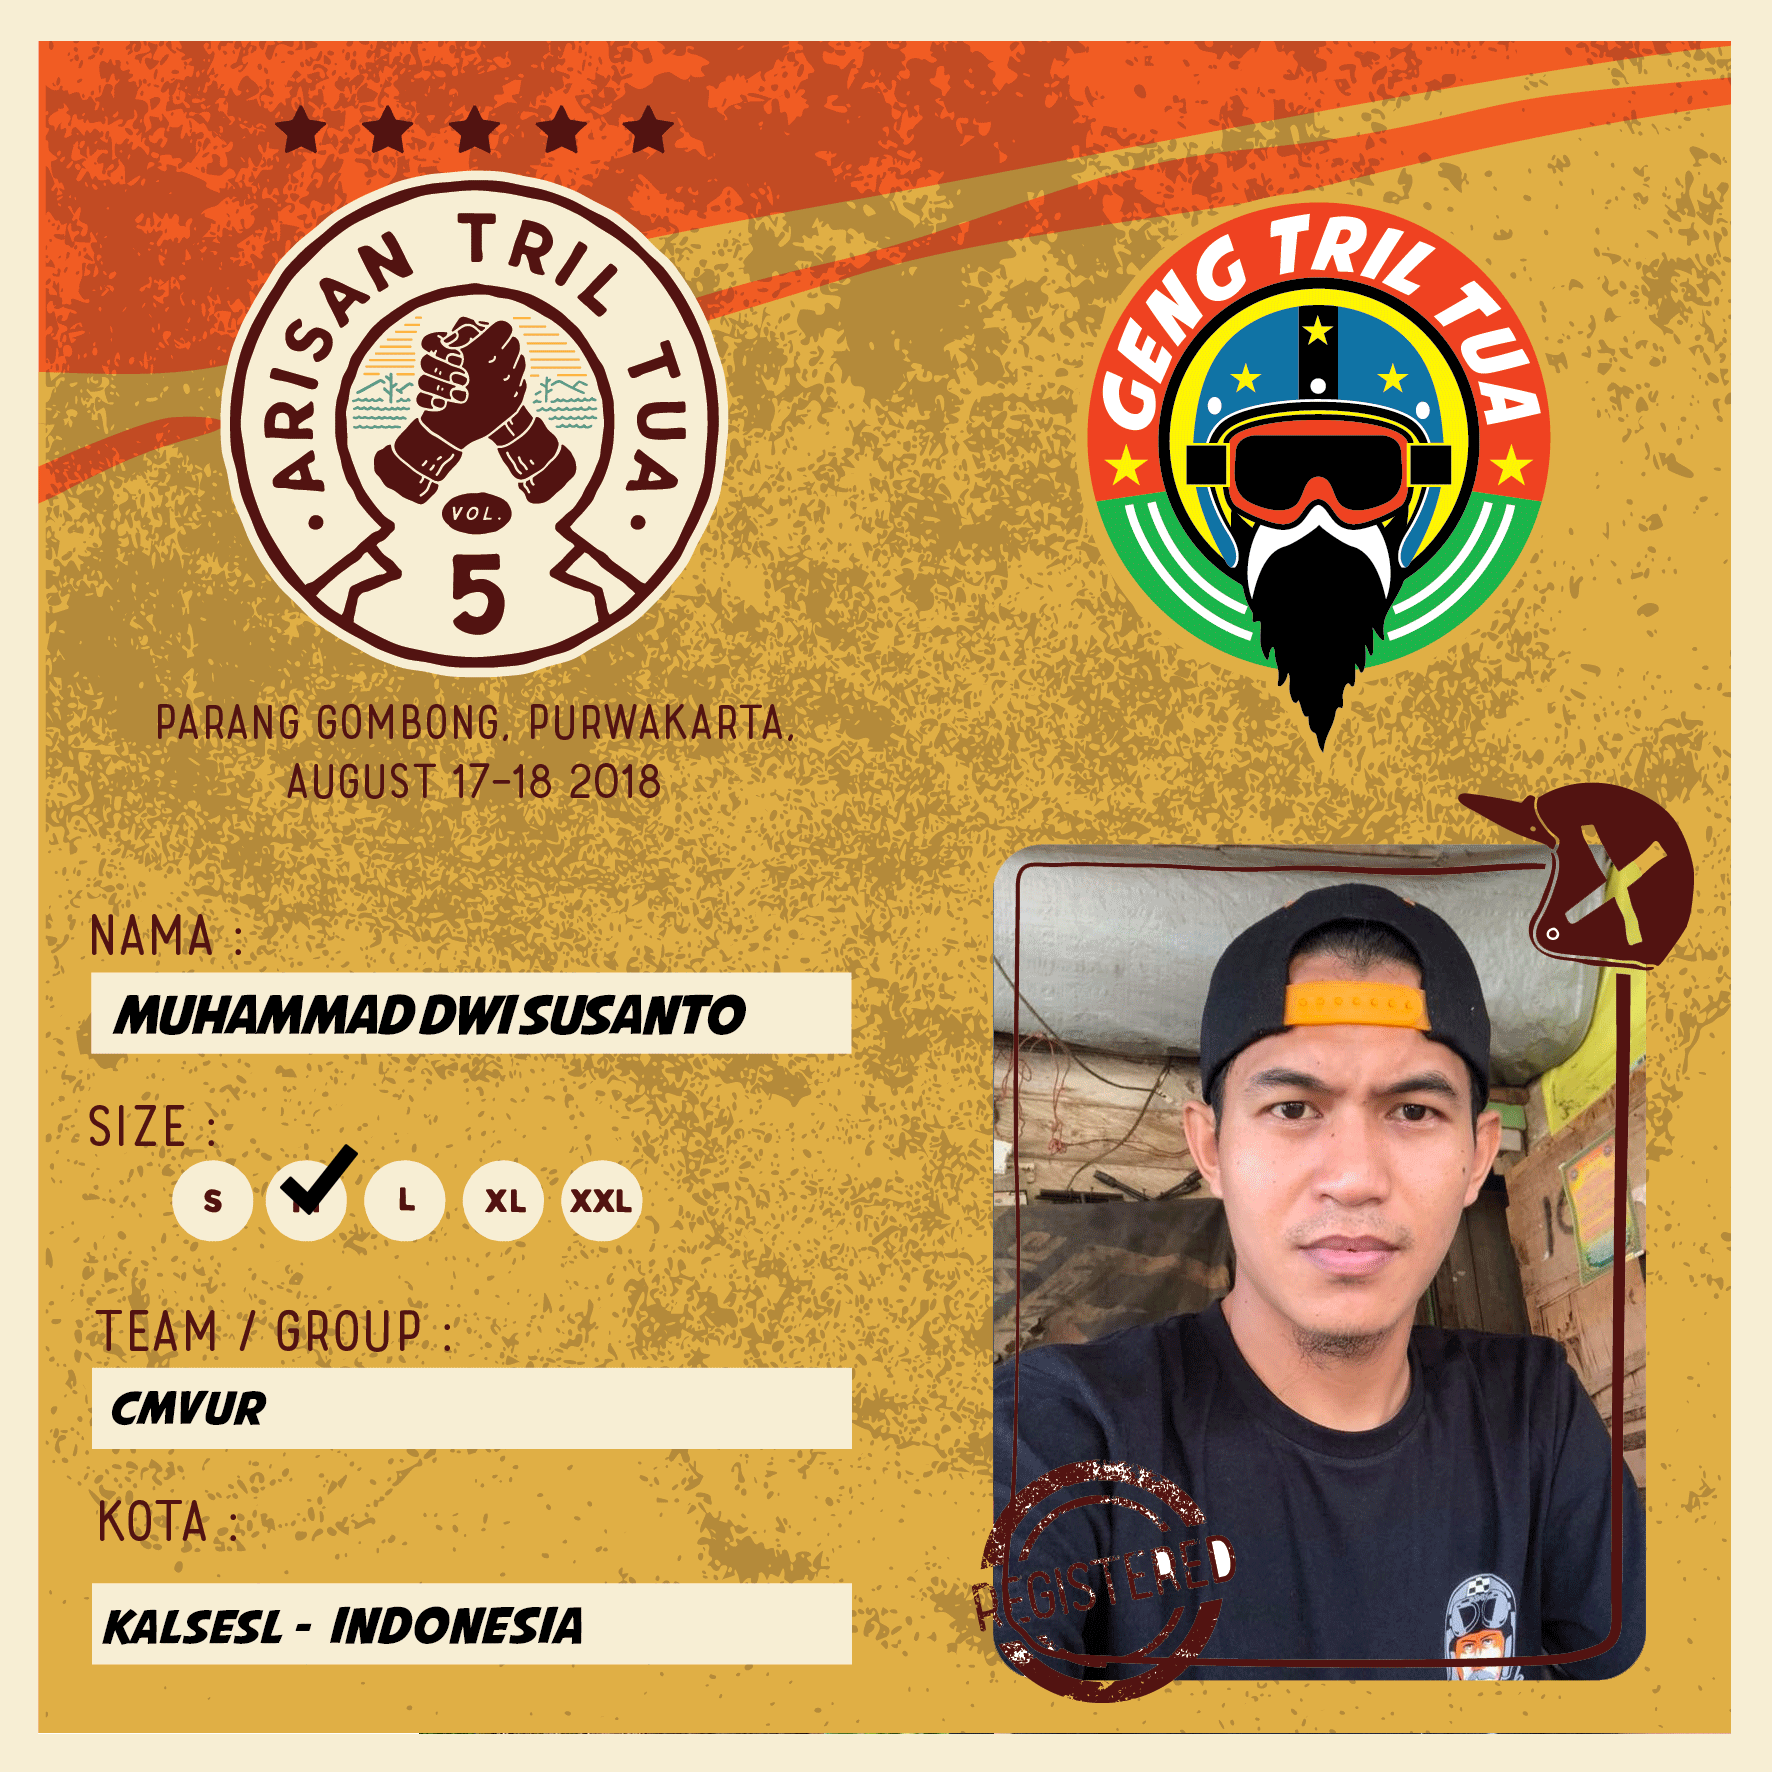 ARISAN TRIL TUA
VOL.
5
GENG TRIL TUA
PARANG GOMBONG, PURWAKARTA,
AUGUST 17-18 2018
NAMA :
MUHAMMAD DWI SUSANTO
SIZE :
S M L XL XXL
TEAM / GROUP :
CMVUR
KOTA :
KALSESL - INDONESIA
REGISTERED